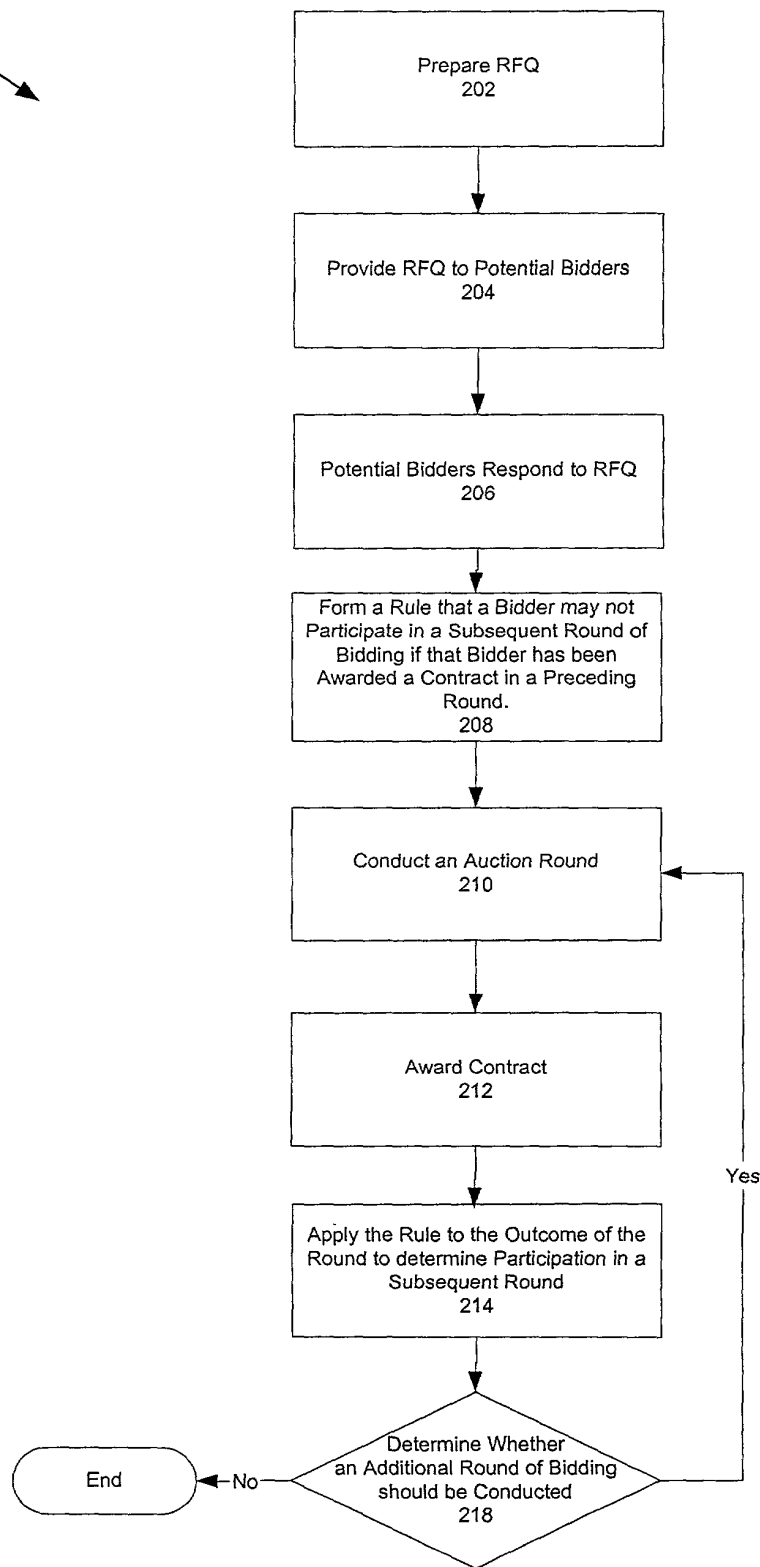 Prepare RFQ
202
Provide RFQ to Potential Bidders
204
Potential Bidders Respond to RFQ
206
Form a Rule that a Bidder may not
Participate in a Subsequent Round of
Bidding if that Bidder has been
Awarded a Contract in a Preceding
Round.
208
Conduct an Auction Round
210
Award Contract
212
Yes
Apply the Rule to the Outcome of the
Round to determine Participation in a
Subsequent Round
214
Determine Whether
an Additional Round of Bidding
should be Conducted
218
No
End